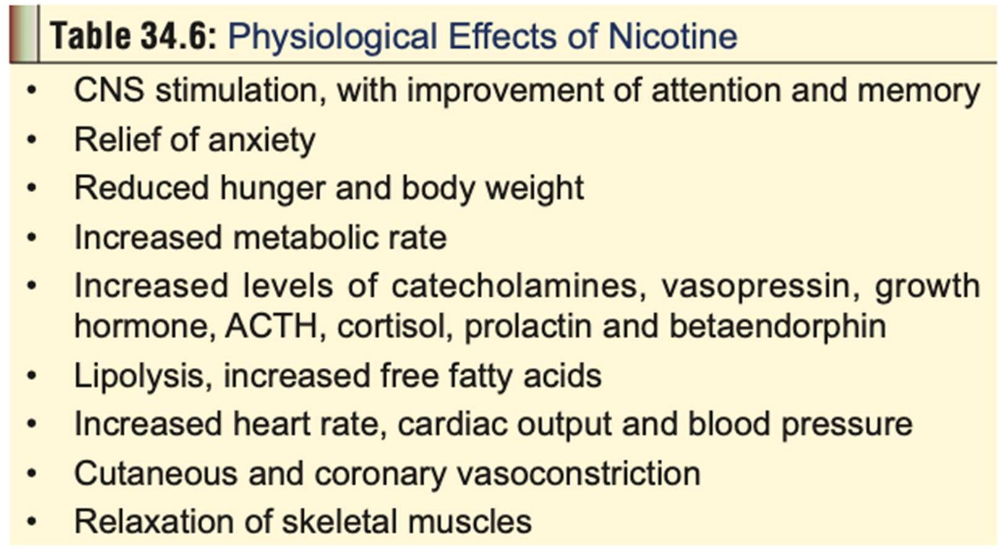 Table 34.6: Physiological Effects of Nicotine
• CNS stimulation, with improvement of attention and memory
• Relief of anxiety
• Reduced hunger and body weight
• Increased metabolic rate
• Increased levels of catecholamines, vasopressin, growth
hormone, ACTH, cortisol, prolactin and betaendorphin
• Lipolysis, increased free fatty acids
• Increased heart rate, cardiac output and blood pressure
• Cutaneous and coronary vasoconstriction
• Relaxation of skeletal muscles